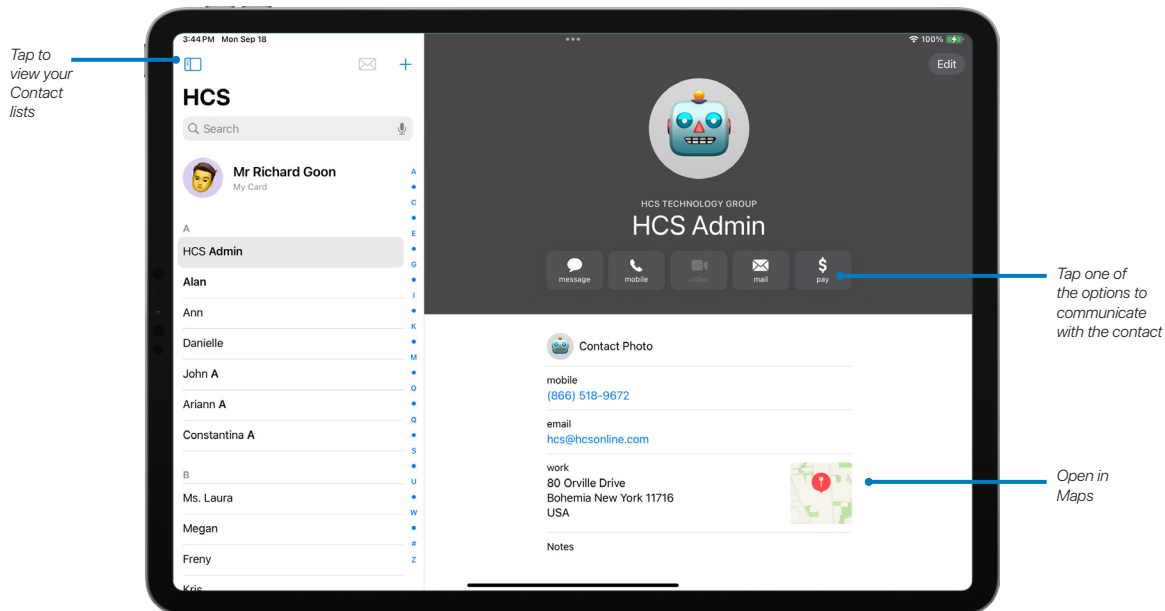 Tap to
view your
Contact
lists
3:44 PM Mon Sep 18
HCS
Search
Mr Richard Goon
My Card
A
HCS Admin
Alan
Ann
Danielle
John A
Ariann A
Constantina A
B
Ms. Laura
Megan
Freny
Kris
A
C
E
G
I
K
M
O
Q
S
U
W
#
Z
100%
Edit
HCS TECHNOLOGY GROUP
HCS Admin
message
mobile
video
mail
$
pay
Contact Photo
mobile
(866) 518-9672
email
hcs@hcsonline.com
work
80 Orville Drive
Bohemia New York 11716
USA
Notes
Tap one of
the options to
communicate
with the contact
Open in
Maps